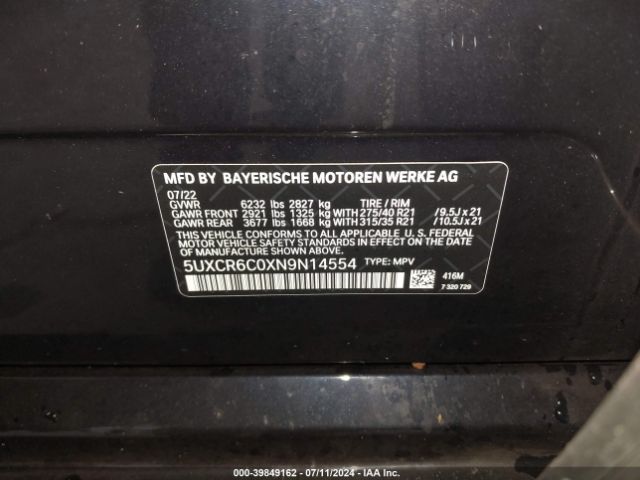 MFD BY BAYERISCHE MOTOREN WERKE AG
07/22
GVWR 6232 lbs 2827 kg TIRE / RIM
GAWR FRONT 2921 lbs 1325 kg WITH 275/40 R21 / 9.5J x 21
GAWR REAR 3677 lbs 1668 kg WITH 315/35 R21 / 10.5J x 21
THIS VEHICLE CONFORMS TO ALL APPLICABLE U. S. FEDERAL
MOTOR VEHICLE SAFETY STANDARDS IN EFFECT ON THE DATE
OF MANUFACTURE SHOWN ABOVE.
5UXCR6C0XN9N14554 TYPE: MPV
416M
7 320 729
000-39849162 - 07/11/2024 - IAA Inc.